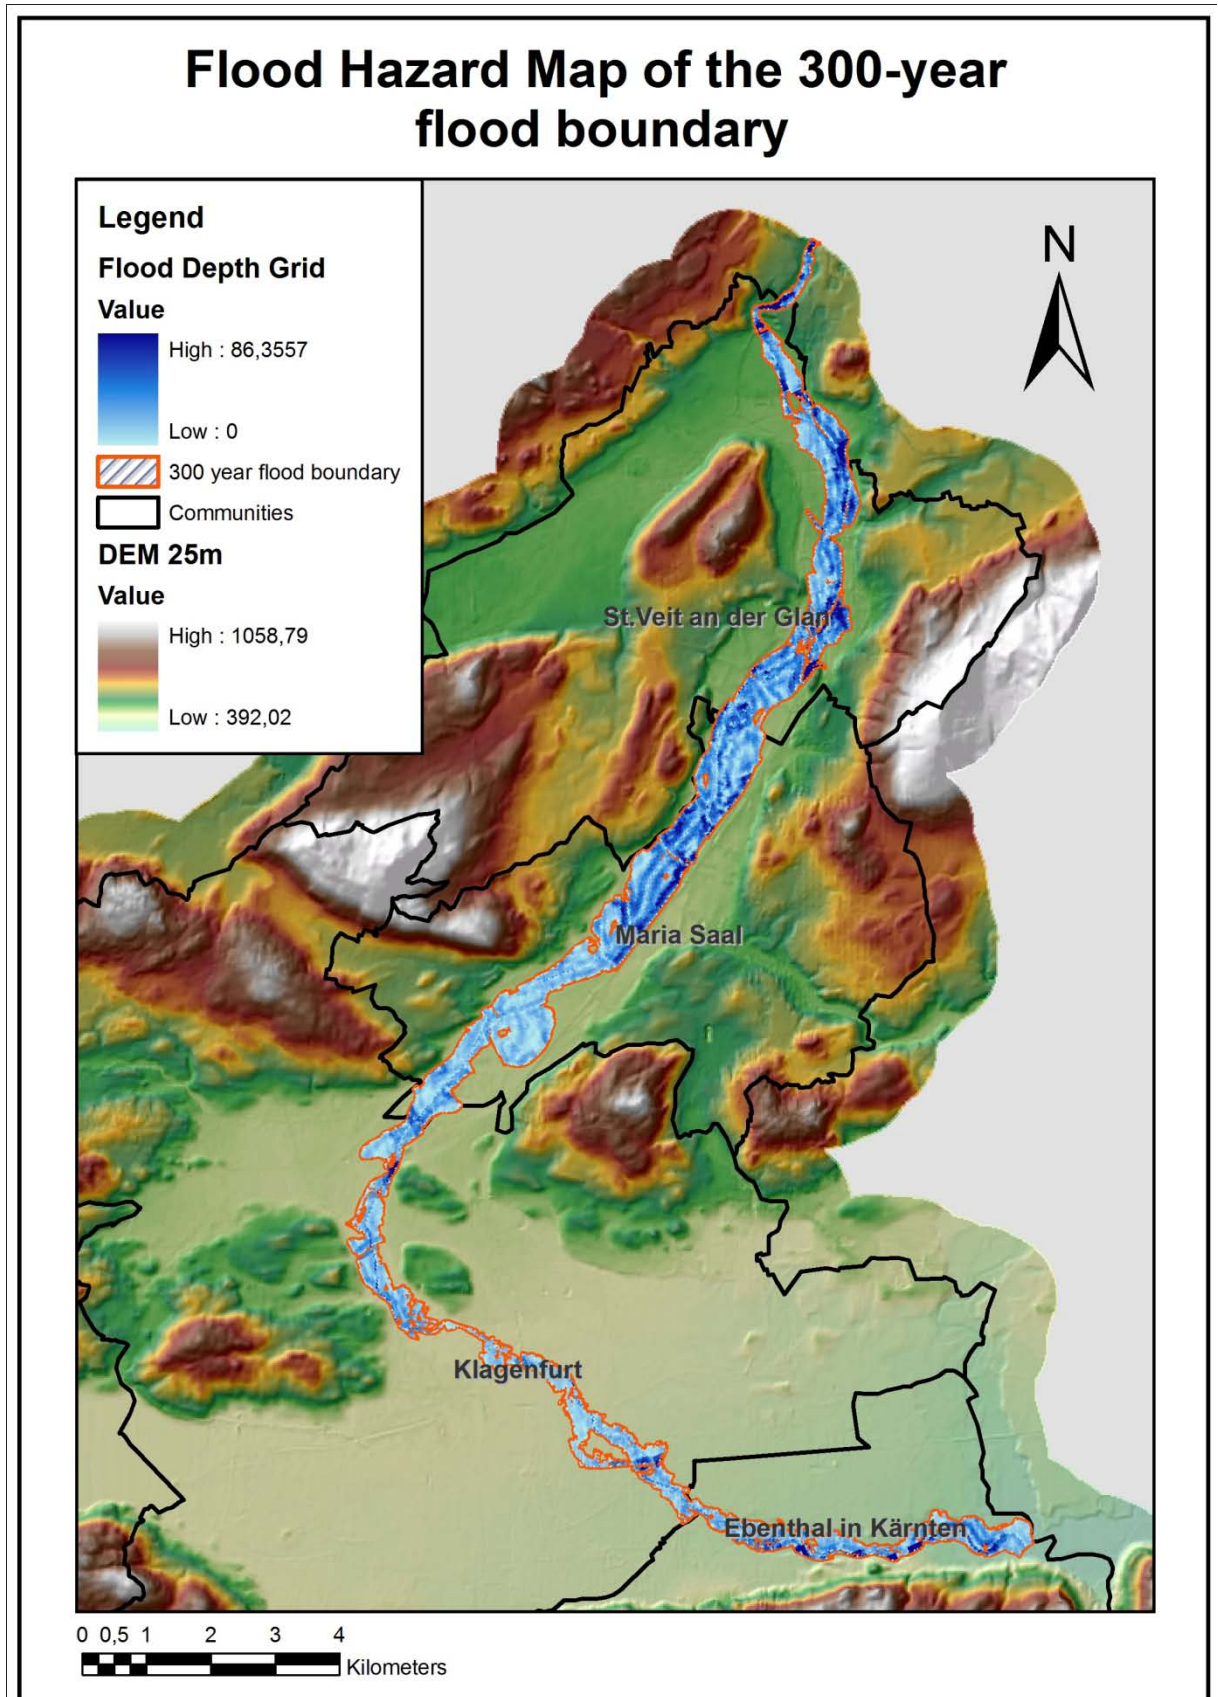 Flood Hazard Map of the 300-year
flood boundary
Legend
Flood Depth Grid
Value
High : 86,3557
Low : 0
300 year flood boundary
Communities
DEM 25m
Value
High : 1058,79
Low : 392,02
N
St.Veit an der Glan
Maria Saal
Klagenfurt
Ebenthal in Kärnten
0 0,5 1 2 3 4
Kilometers